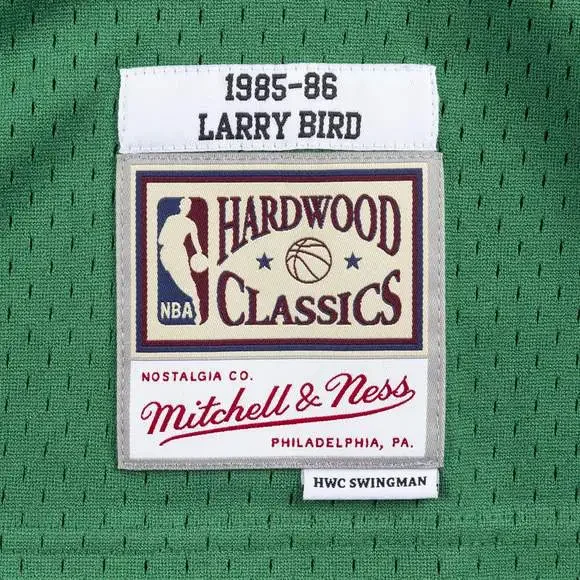 1985-86
LARRY BIRD
HARDWOOD
CLASSICS
NBA
NOSTALGIA CO.
Mitchell & Ness
PHILADELPHIA, PA.
HWC SWINGMAN